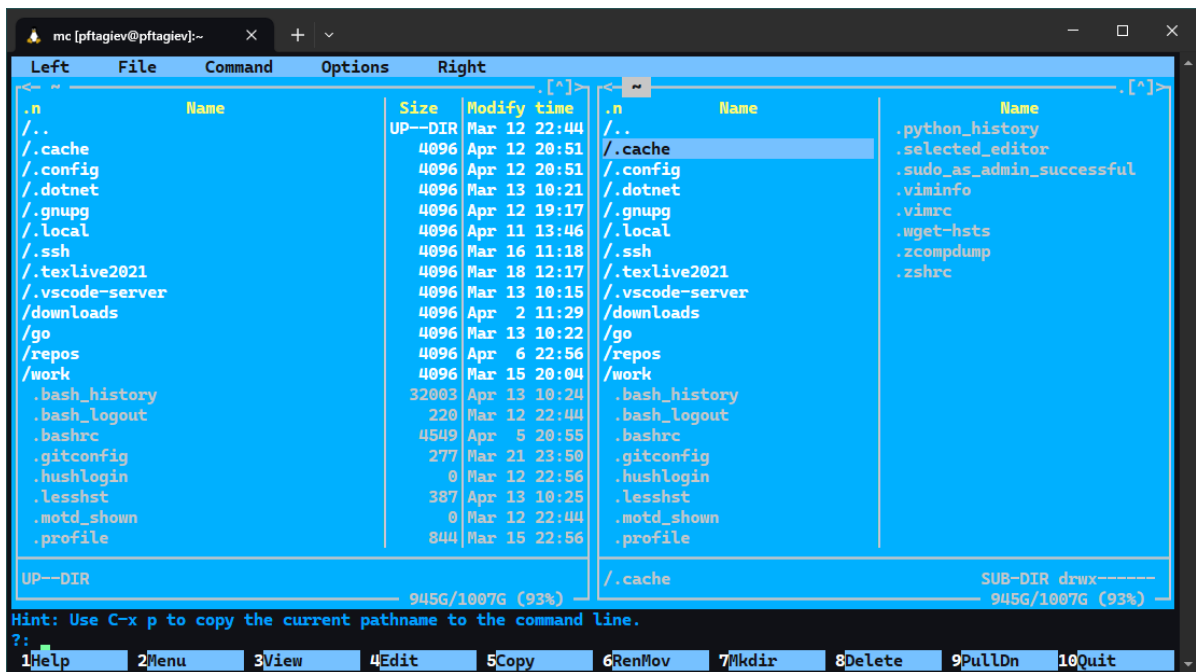 mc [pftagiev@pftagiev]:~
Left File Command Options Right
<- ~ .[^]> <- ~ .[^]>
.n Name Size Modify time .n Name Name
/.. UP--DIR Mar 12 22:44 /.. .python_history
/.cache 4096 Apr 12 20:51 /.cache .selected_editor
/.config 4096 Apr 12 20:51 /.config .sudo_as_admin_successful
/.dotnet 4096 Mar 13 10:21 /.dotnet .viminfo
/.gnupg 4096 Apr 12 19:17 /.gnupg .vimrc
/.local 4096 Apr 11 13:46 /.local .wget-hsts
/.ssh 4096 Mar 16 11:18 /.ssh .zcompdump
/.texlive2021 4096 Mar 18 12:17 /.texlive2021 .zshrc
/.vscode-server 4096 Mar 13 10:15 /.vscode-server
/downloads 4096 Apr 2 11:29 /downloads
/go 4096 Mar 13 10:22 /go
/repos 4096 Apr 6 22:56 /repos
/work 4096 Mar 15 20:04 /work
.bash_history 32003 Apr 13 10:24 .bash_history
.bash_logout 220 Mar 12 22:44 .bash_logout
.bashrc 4549 Apr 5 20:55 .bashrc
.gitconfig 277 Mar 21 23:50 .gitconfig
.hushlogin 0 Mar 12 22:56 .hushlogin
.lesshst 387 Apr 13 10:25 .lesshst
.motd_shown 0 Mar 12 22:44 .motd_shown
.profile 844 Mar 15 22:56 .profile
UP--DIR /.cache SUB-DIR drwx------
945G/1007G (93%) 945G/1007G (93%)
Hint: Use C-x p to copy the current pathname to the command line.
?:
1Help 2Menu 3View 4Edit 5Copy 6RenMov 7Mkdir 8Delete 9PullDn 10Quit